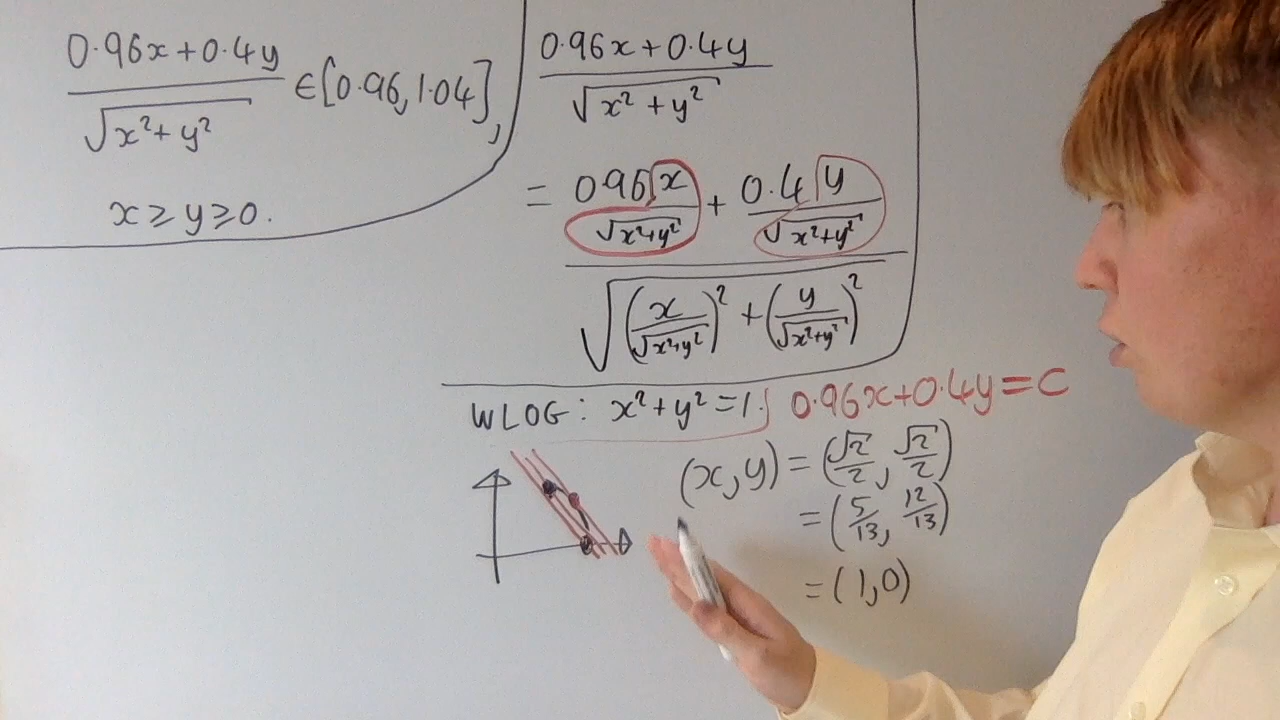 (0.96x+0.4y)/√(x²+y²) ∈[0.96,1.04],
x≥y≥0.
(0.96x+0.4y)/√(x²+y²)
= (0.96x/√(x²+y²) + 0.4y/√(x²+y²)) / √((x/√(x²+y²))²+(y/√(x²+y²))²)
WLOG: x²+y²=1. 0.96x+0.4y=C
(x,y)=(√2/2, √2/2)
=(5/13, 12/13)
=(1,0)